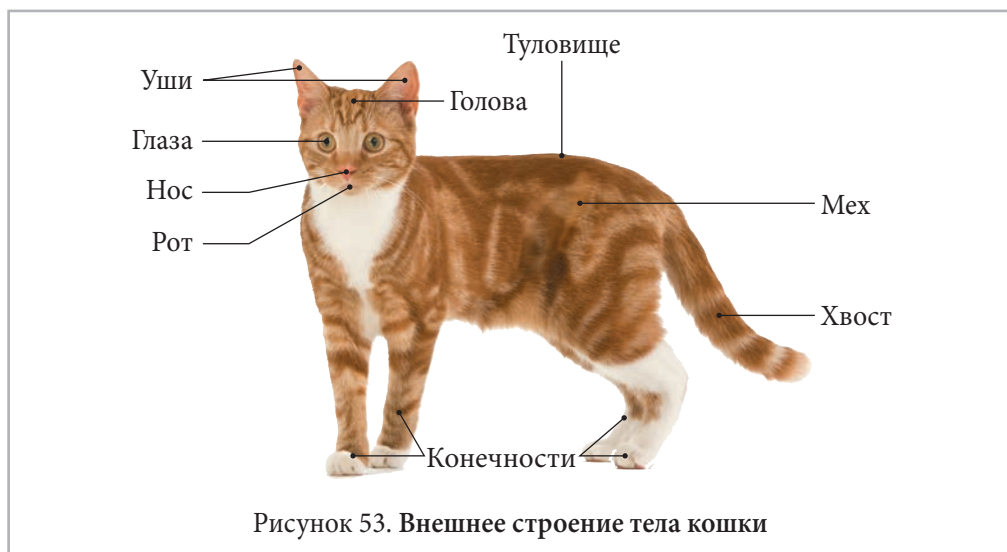 Туловище
Уши
Голова
Глаза
Нос
Рот
Мех
Хвост
Конечности
Рисунок 53. Внешнее строение тела кошки